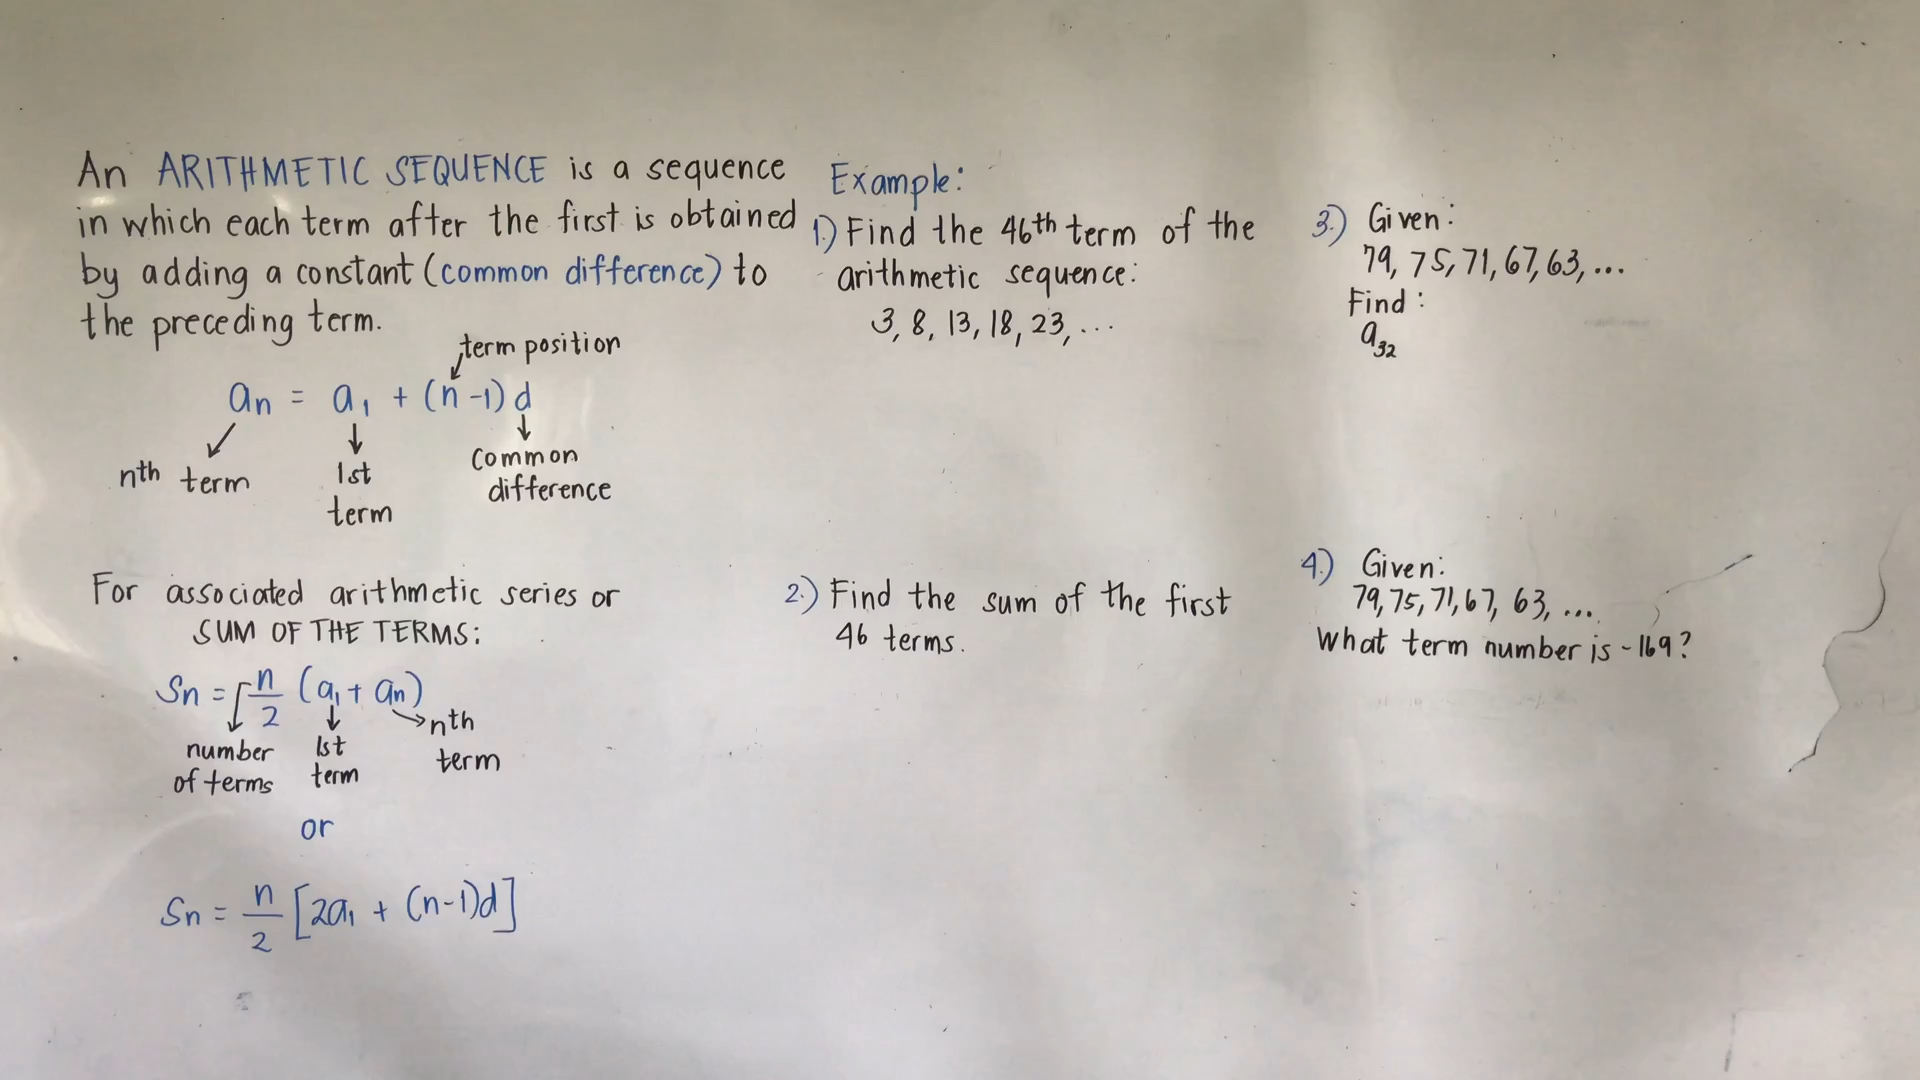 An ARITHMETIC SEQUENCE is a sequence
in which each term after the first is obtained
by adding a constant (common difference) to
the preceding term.
term position
an = a₁ + (n-1) d
nth term
1st
term
common
difference
For associated arithmetic series or
SUM OF THE TERMS:
Sn = n/2 (a₁ + an)
number
of terms
1st
term
nth
term
or
Sn = n/2 [2a₁ + (n-1)d]
Example:
1.) Find the 46th term of the
arithmetic sequence:
3, 8, 13, 18, 23, ...
2.) Find the sum of the first
46 terms.
3.) Given:
79, 75, 71, 67, 63, ...
Find:
a₃₂
4.) Given:
79, 75, 71, 67, 63, ...
What term number is -169?